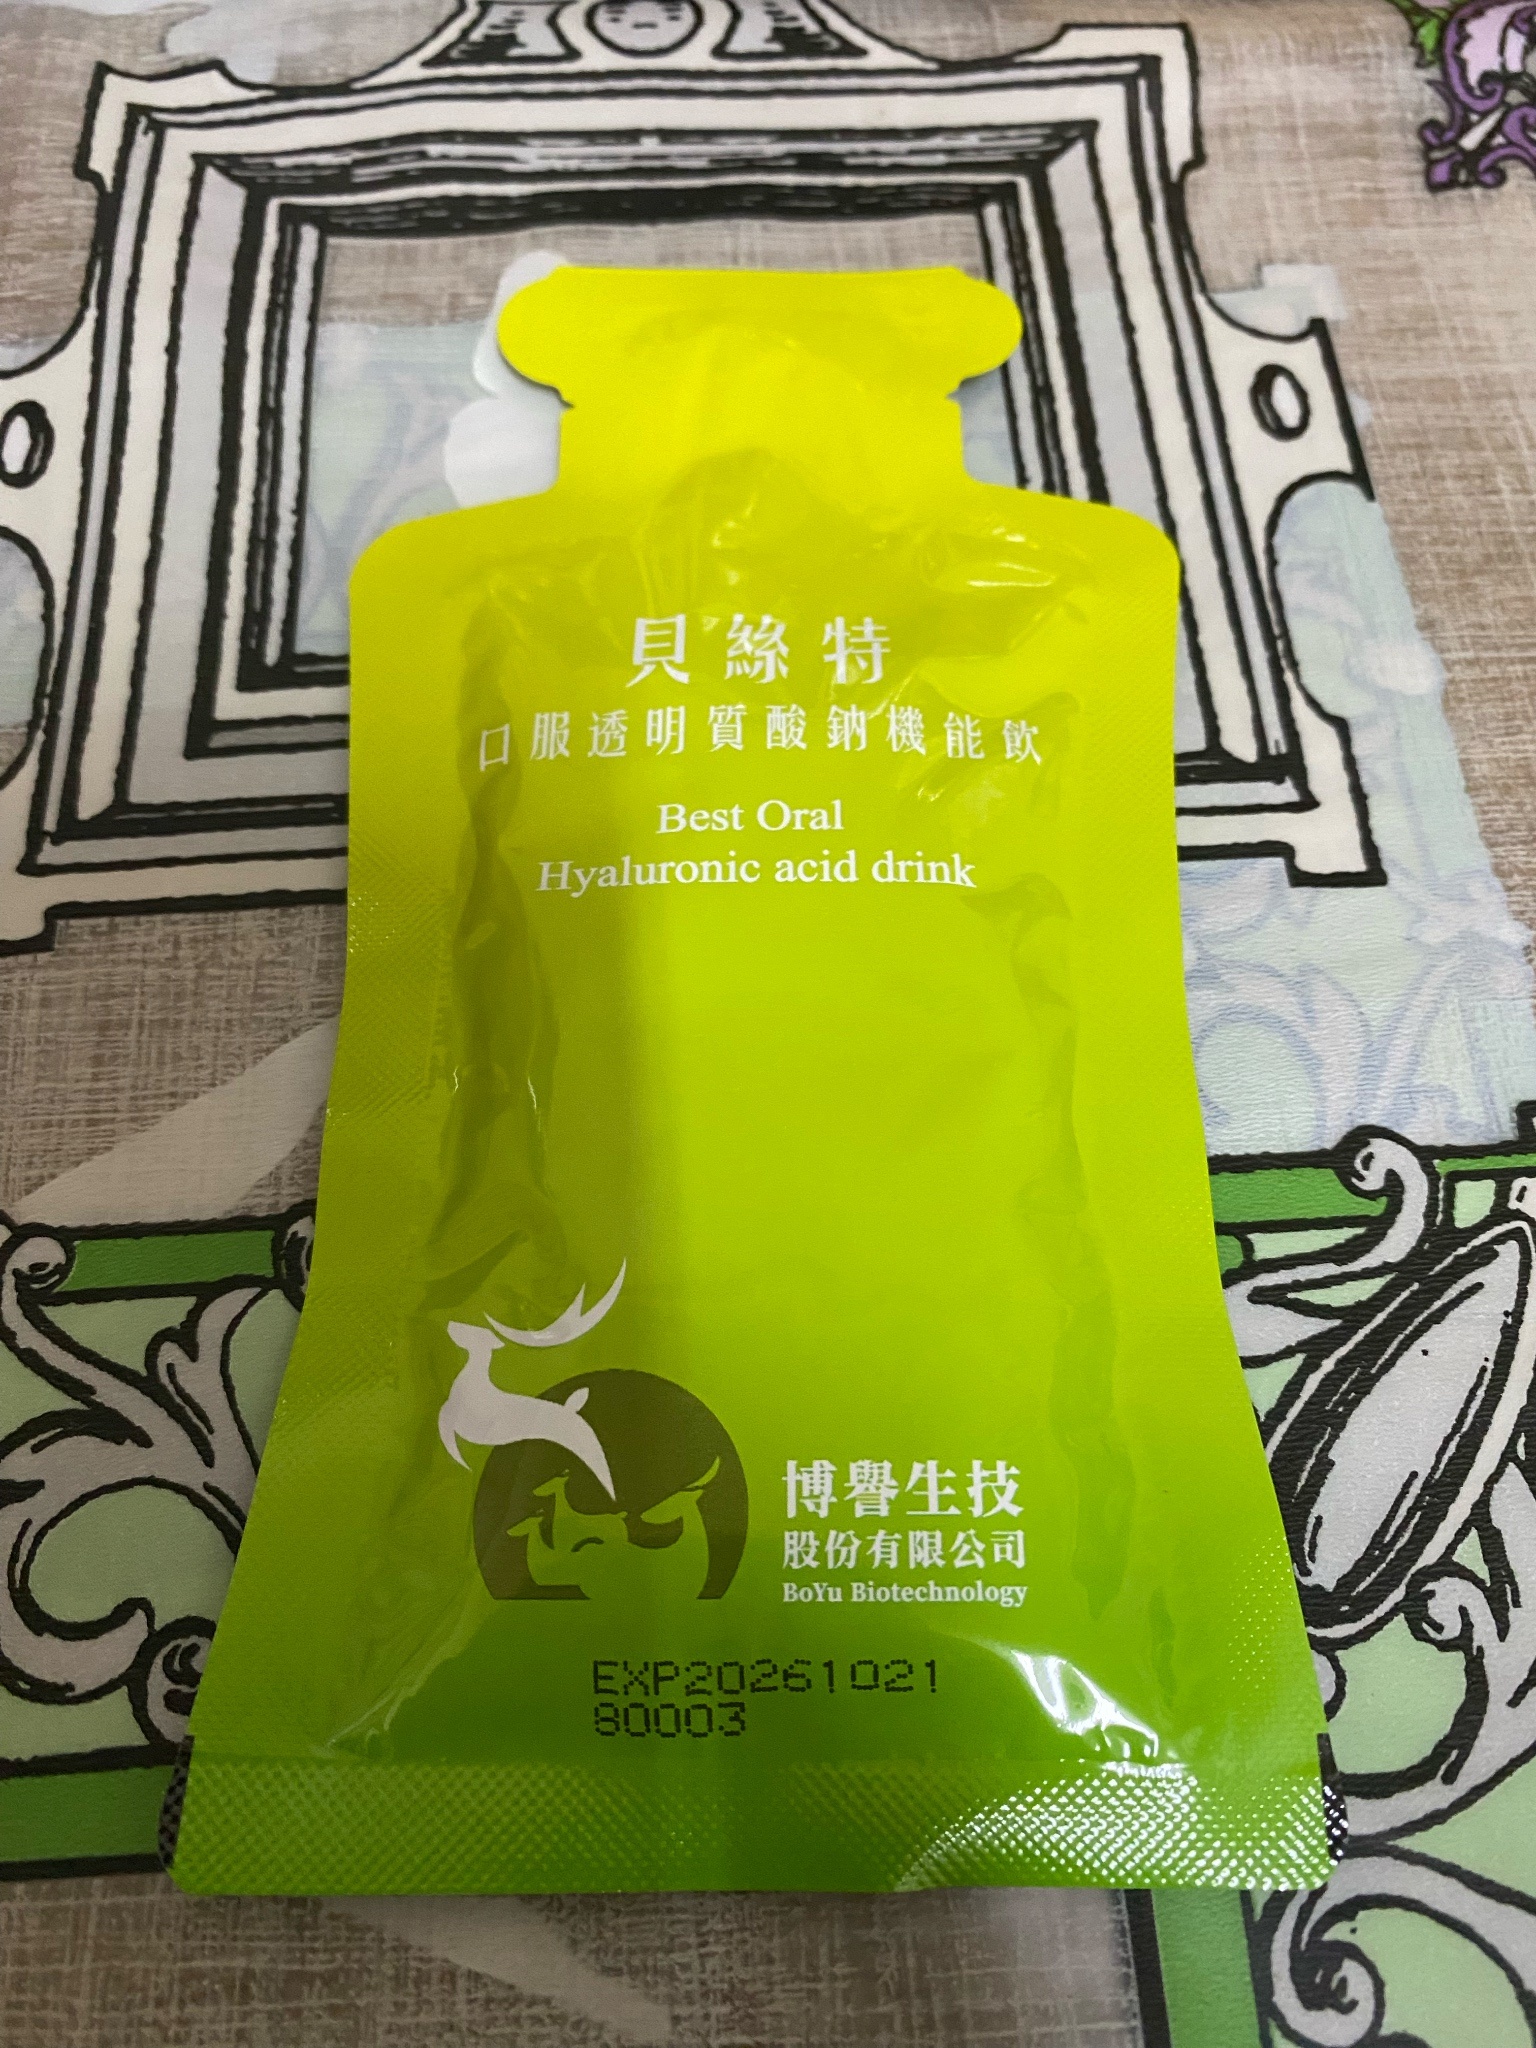 貝絲特
口服透明質酸鈉機能飲
Best Oral
Hyaluronic acid drink
博譽生技
股份有限公司
BoYu Biotechnology
EXP20261021
80003